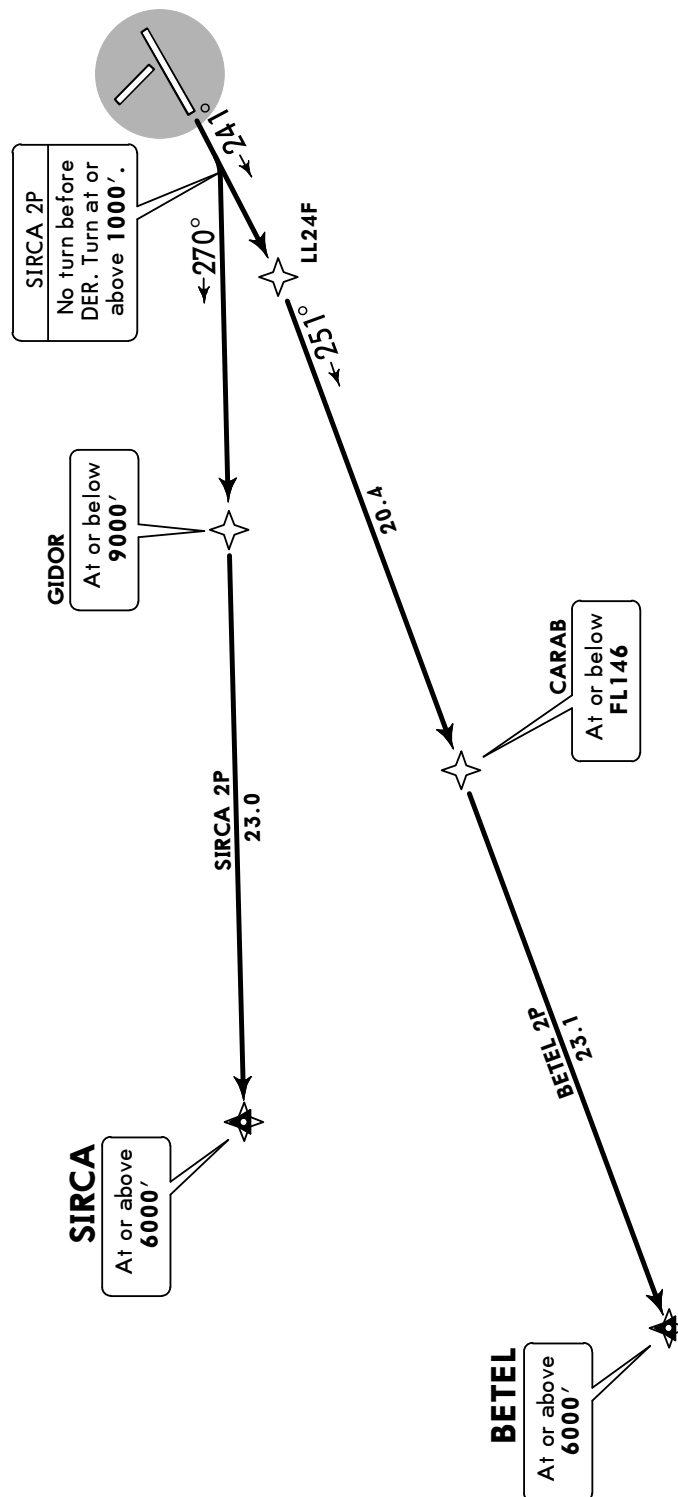 SIRCA 2P
No turn before
DER. Turn at or
above 1000'.
241°
270°
LL24F
251°
GIDOR
At or below
9000'
20.4
CARAB
At or below
FL146
SIRCA 2P
23.0
BETEL 2P
23.1
SIRCA
At or above
6000'
BETEL
At or above
6000'